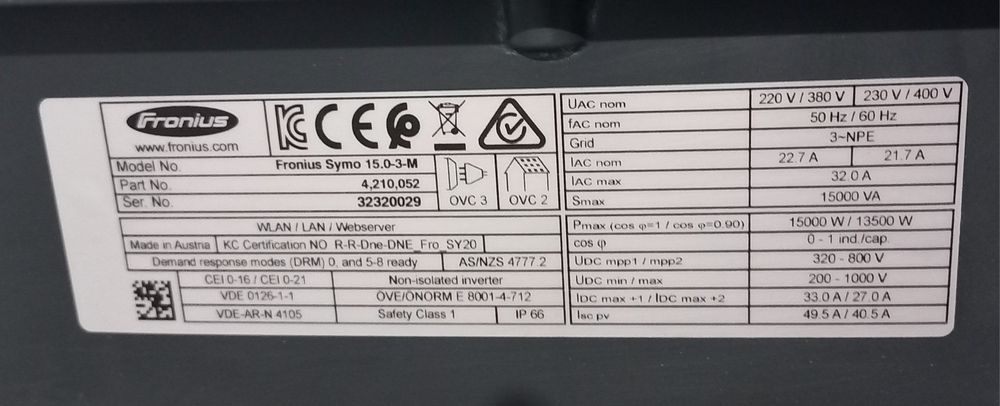 Fronius
www.fronius.com
Model No. Fronius Symo 15.0-3-M
Part No. 4,210,052
Ser. No. 32320029
OVC 3 OVC 2
WLAN / LAN / Webserver
Made in Austria KC Certification NO R-R-Dne-DNE_Fro_SY20
Demand response modes (DRM) 0, and 5-8 ready AS/NZS 4777.2
CEI 0-16 / CEI 0-21 Non-isolated inverter
VDE 0126-1-1 ÖVE/ÖNORM E 8001-4-712
VDE-AR-N 4105 Safety Class 1 IP 66
UAC nom 220 V / 380 V 230 V / 400 V
fAC nom 50 Hz / 60 Hz
Grid 3~NPE
IAC nom 22.7 A 21.7 A
IAC max 32.0 A
Smax 15000 VA
Pmax (cos φ=1 / cos φ=0.90) 15000 W / 13500 W
cos φ 0 - 1 ind./cap.
UDC mpp1 / mpp2 320 - 800 V
UDC min / max 200 - 1000 V
IDC max +1 / IDC max +2 33.0 A / 27.0 A
Isc pv 49.5 A / 40.5 A